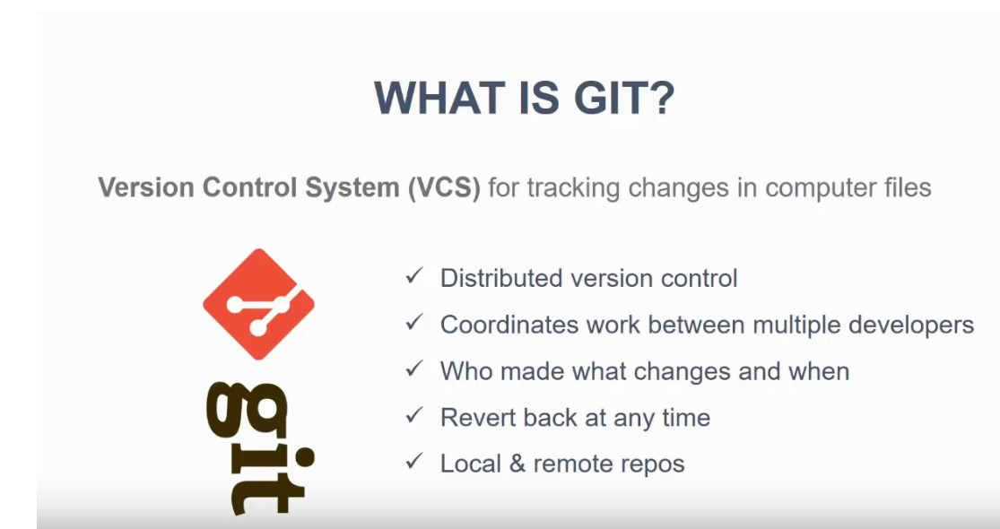 WHAT IS GIT?
Version Control System (VCS) for tracking changes in computer files
✓ Distributed version control
✓ Coordinates work between multiple developers
✓ Who made what changes and when
✓ Revert back at any time
✓ Local & remote repos
git